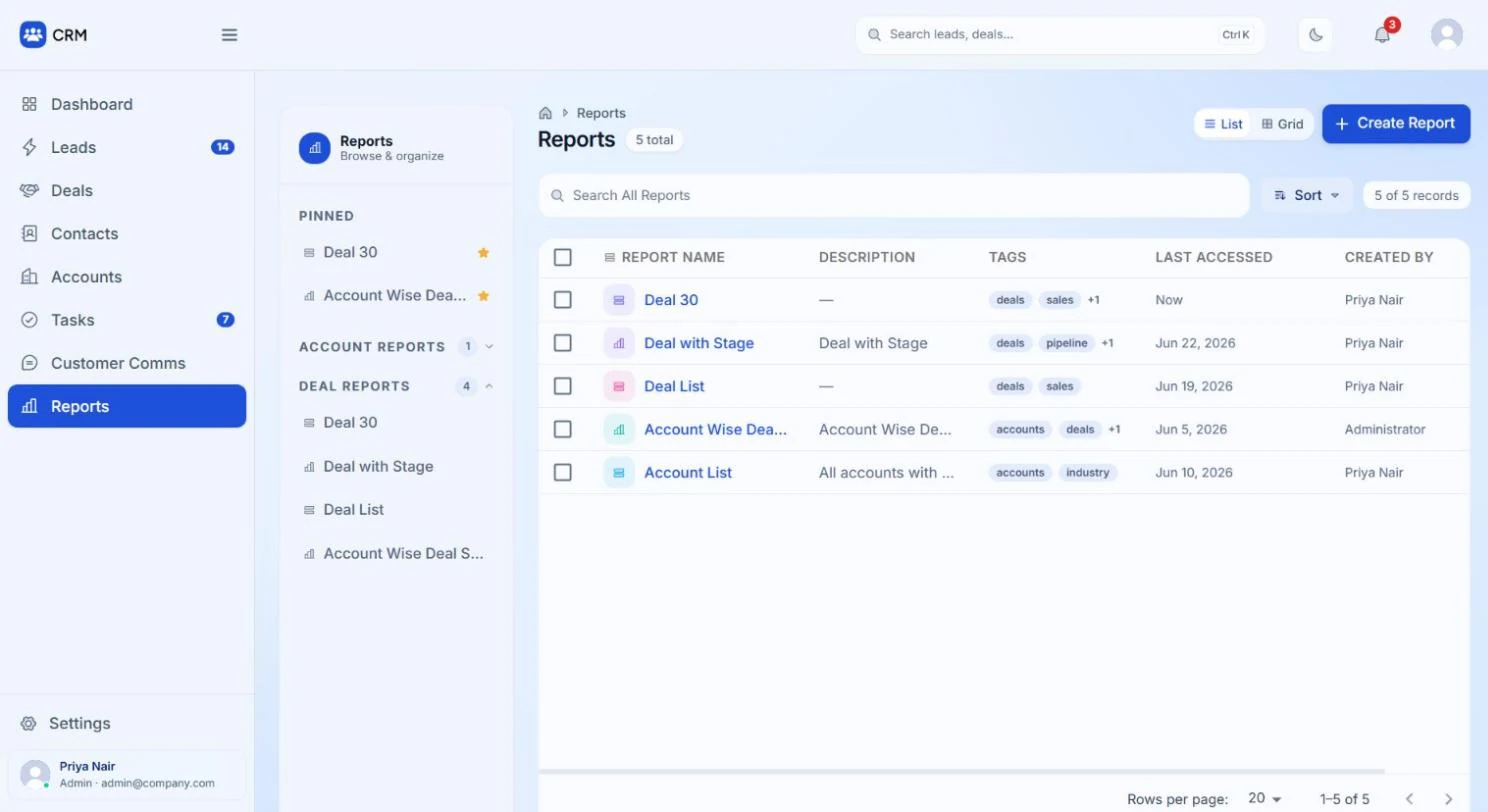 CRM
Search leads, deals... Ctrl K
3
Dashboard
Leads 14
Deals
Contacts
Accounts
Tasks 7
Customer Comms
Reports
Settings
Priya Nair
Admin · admin@company.com
Reports
Browse & organize
PINNED
Deal 30
Account Wise Dea...
ACCOUNT REPORTS 1
DEAL REPORTS 4
Deal 30
Deal with Stage
Deal List
Account Wise Deal S...
Reports
Reports 5 total
List Grid + Create Report
Search All Reports Sort 5 of 5 records
REPORT NAME DESCRIPTION TAGS LAST ACCESSED CREATED BY
Deal 30 — deals sales +1 Now Priya Nair
Deal with Stage Deal with Stage deals pipeline +1 Jun 22, 2026 Priya Nair
Deal List — deals sales Jun 19, 2026 Priya Nair
Account Wise Dea... Account Wise De... accounts deals +1 Jun 5, 2026 Administrator
Account List All accounts with ... accounts industry Jun 10, 2026 Priya Nair
Rows per page: 20 1–5 of 5